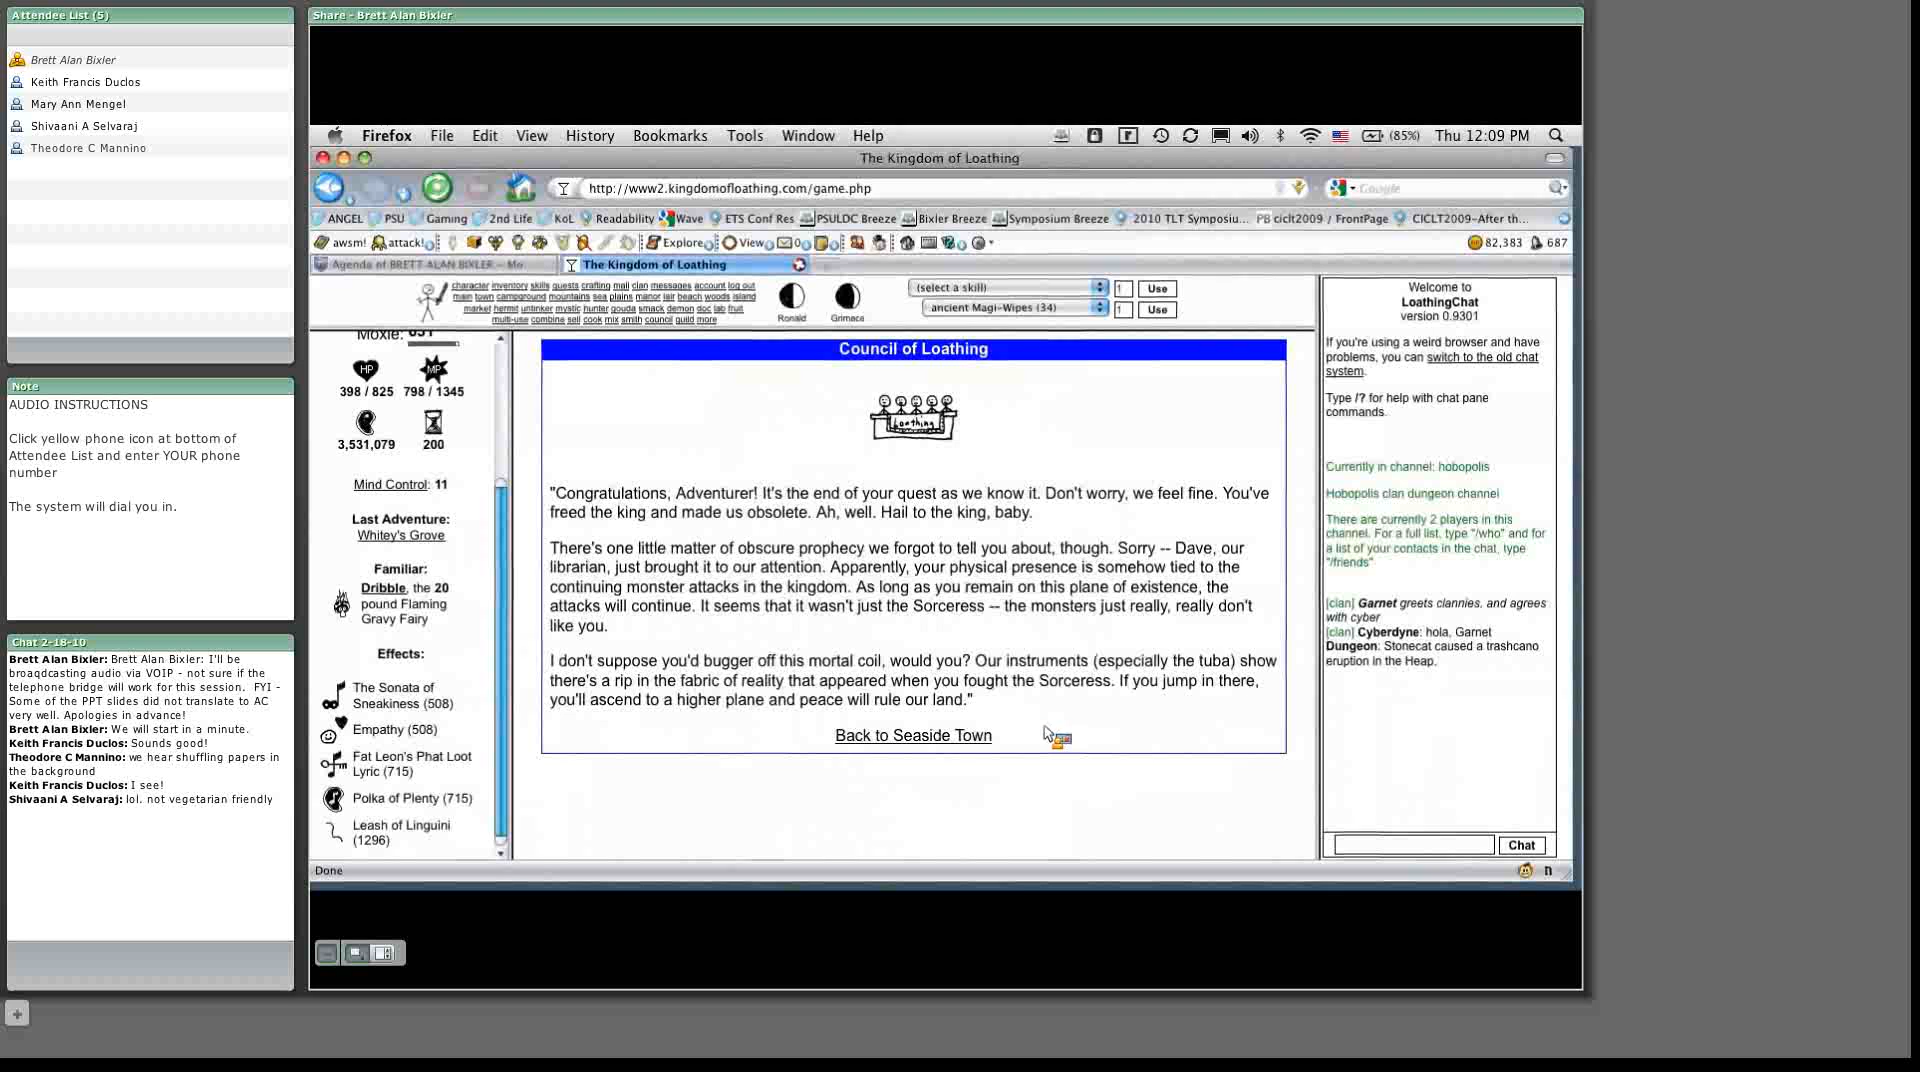 Attendee List (5)
Brett Alan Bixler
Keith Francis Duclos
Mary Ann Mengel
Shivaani A Selvaraj
Theodore C Mannino
Note
AUDIO INSTRUCTIONS
Click yellow phone icon at bottom of
Attendee List and enter YOUR phone
number
The system will dial you in.
Chat 2-18-10
Brett Alan Bixler: Brett Alan Bixler: I'll be
broaqdcasting audio via VOIP - not sure if the
telephone bridge will work for this session. FYI -
Some of the PPT slides did not translate to AC
very well. Apologies in advance!
Brett Alan Bixler: We will start in a minute.
Keith Francis Duclos: Sounds good!
Theodore C Mannino: we hear shuffling papers in
the background
Keith Francis Duclos: I see!
Shivaani A Selvaraj: lol. not vegetarian friendly
Share - Brett Alan Bixler
Firefox File Edit View History Bookmarks Tools Window Help (85%) Thu 12:09 PM
The Kingdom of Loathing
http://www2.kingdomofloathing.com/game.php
Google
ANGEL PSU Gaming 2nd Life KoL Readability Wave ETS Conf Res PSULDC Breeze Bixler Breeze Symposium Breeze 2010 TLT Symposiu... PB ciclt2009 / FrontPage CICLT2009-After th...
awsm! attack! Explore View 0 82,383 687
Agenda of BRETT ALAN BIXLER - Mo
The Kingdom of Loathing
character inventory skills quests crafting mail clan messages account log out
main town campground mountains sea plains manor lair beach woods island
market hermit untinker mystic hunter gouda smack demon doc lab fruit
multi-use combine sell cook mix smith council guild more
Ronald
Grimace
(select a skill) 1 Use
ancient Magi-Wipes (34) 1 Use
Moxie:
HP MP
398 / 825 798 / 1345
3,531,079 200
Mind Control: 11
Last Adventure:
Whitey's Grove
Familiar:
Dribble, the 20
pound Flaming
Gravy Fairy
Effects:
The Sonata of
Sneakiness (508)
Empathy (508)
Fat Leon's Phat Loot
Lyric (715)
Polka of Plenty (715)
Leash of Linguini
(1296)
Council of Loathing
Loathing
"Congratulations, Adventurer! It's the end of your quest as we know it. Don't worry, we feel fine. You've
freed the king and made us obsolete. Ah, well. Hail to the king, baby.
There's one little matter of obscure prophecy we forgot to tell you about, though. Sorry -- Dave, our
librarian, just brought it to our attention. Apparently, your physical presence is somehow tied to the
continuing monster attacks in the kingdom. As long as you remain on this plane of existence, the
attacks will continue. It seems that it wasn't just the Sorceress -- the monsters just really, really don't
like you.
I don't suppose you'd bugger off this mortal coil, would you? Our instruments (especially the tuba) show
there's a rip in the fabric of reality that appeared when you fought the Sorceress. If you jump in there,
you'll ascend to a higher plane and peace will rule our land."
Back to Seaside Town
Welcome to
LoathingChat
version 0.9301
If you're using a weird browser and have
problems, you can switch to the old chat
system.
Type /? for help with chat pane
commands.
Currently in channel: hobopolis
Hobopolis clan dungeon channel
There are currently 2 players in this
channel. For a full list, type "/who" and for
a list of your contacts in the chat, type
"/friends"
[clan] Garnet greets clannies. and agrees
with cyber
[clan] Cyberdyne: hola, Garnet
Dungeon: Stonecat caused a trashcano
eruption in the Heap.
Chat
Done